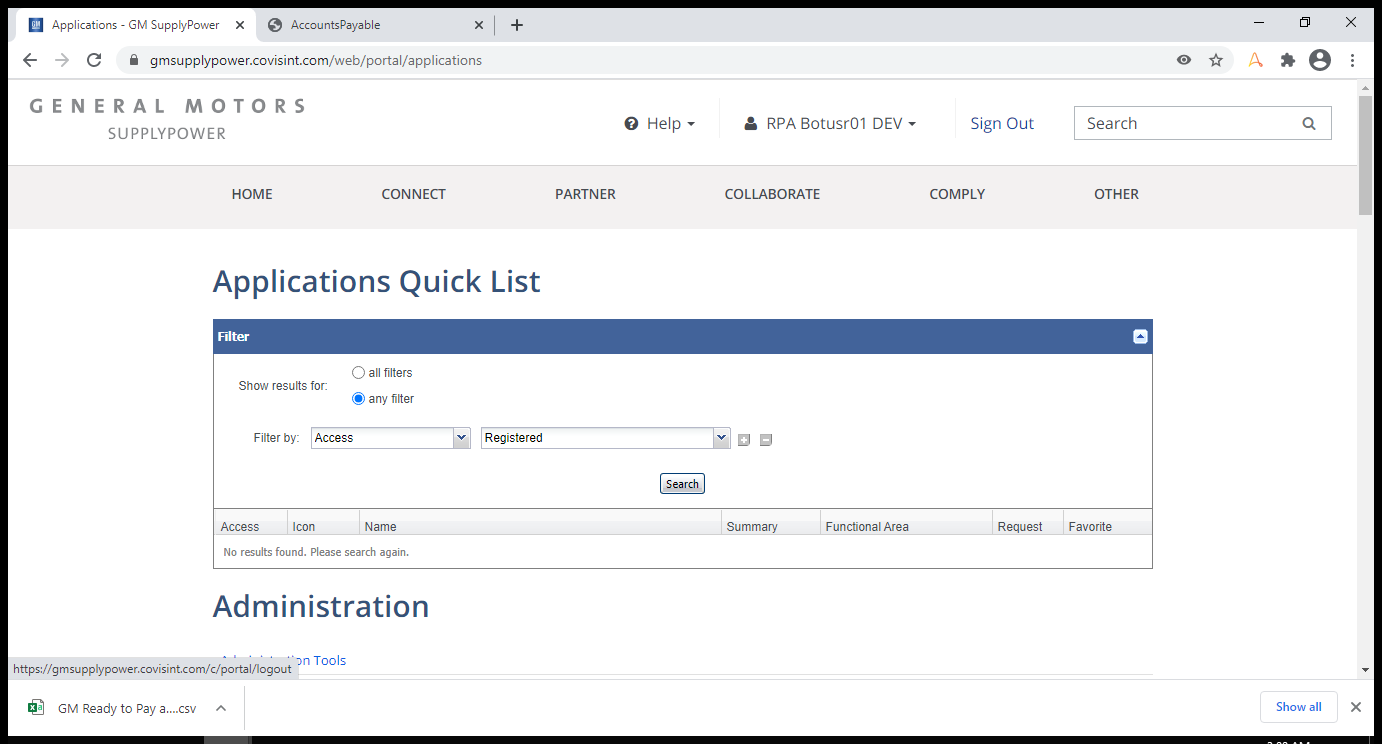 Applications - GM SupplyPower
AccountsPayable
gmsupplypower.covisint.com/web/portal/applications
GENERAL MOTORS
SUPPLYPOWER
Help
RPA Botusr01 DEV
Sign Out
Search
HOME CONNECT PARTNER COLLABORATE COMPLY OTHER
Applications Quick List
Filter
Show results for:
all filters
any filter
Filter by: Access Registered
Search
Access Icon Name Summary Functional Area Request Favorite
No results found. Please search again.
Administration
Administration Tools
https://gmsupplypower.covisint.com/c/portal/logout
GM Ready to Pay a....csv
Show all